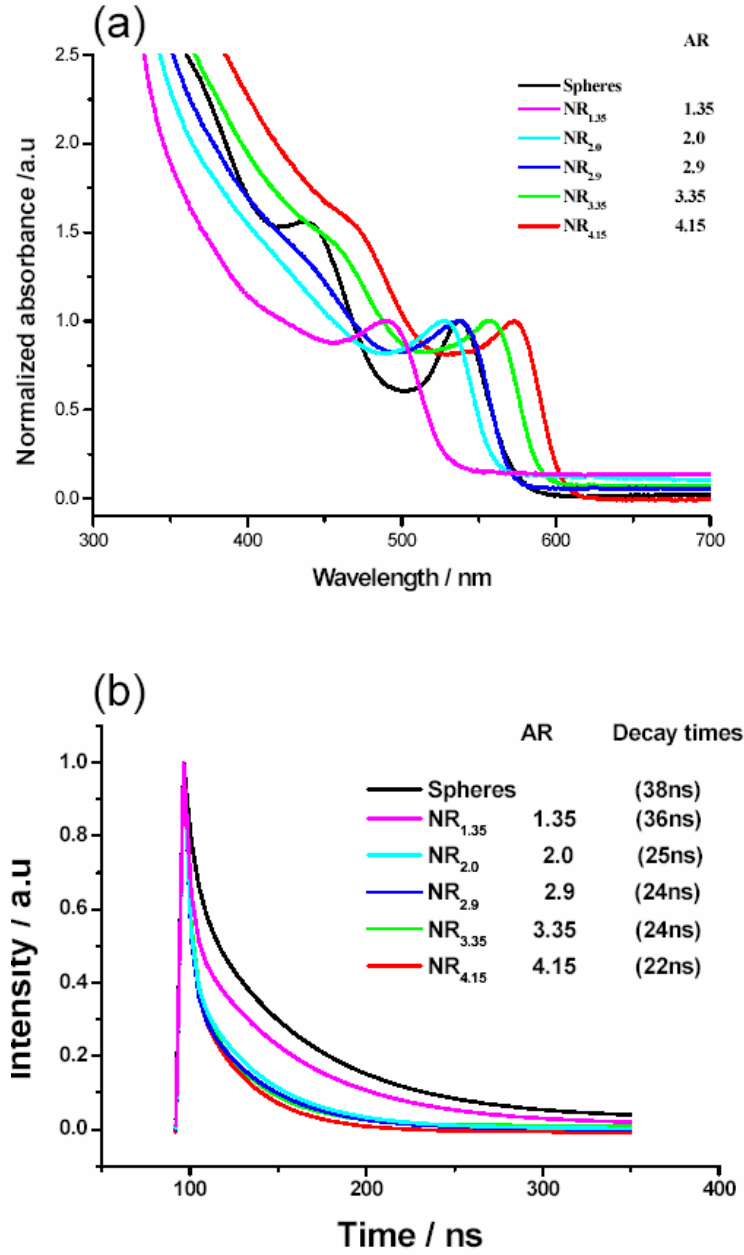 (a)
AR
Spheres
NR1.35 1.35
NR2.0 2.0
NR2.9 2.9
NR3.35 3.35
NR4.15 4.15
Normalized absorbance /a.u
2.5
2.0
1.5
1.0
0.5
0.0
300 400 500 600 700
Wavelength / nm
(b)
AR Decay times
Spheres (38ns)
NR1.35 1.35 (36ns)
NR2.0 2.0 (25ns)
NR2.9 2.9 (24ns)
NR3.35 3.35 (24ns)
NR4.15 4.15 (22ns)
Intensity / a.u
1.0
0.8
0.6
0.4
0.2
0.0
100 200 300 400
Time / ns